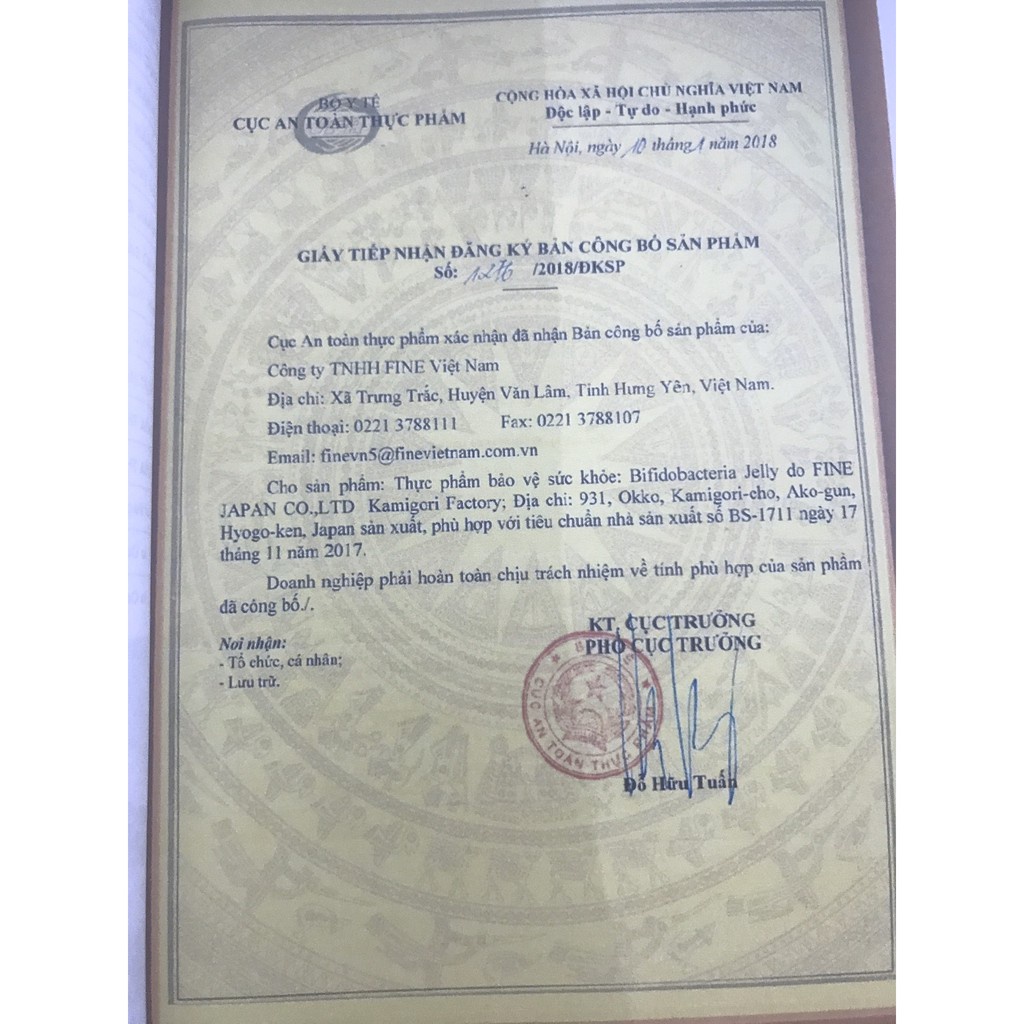 BỘ Y TẾ
CỤC AN TOÀN THỰC PHẨM
CỘNG HÒA XÃ HỘI CHỦ NGHĨA VIỆT NAM
Độc lập - Tự do - Hạnh phúc
Hà Nội, ngày 10 tháng 1 năm 2018
GIẤY TIẾP NHẬN ĐĂNG KÝ BẢN CÔNG BỐ SẢN PHẨM
Số: 1276 /2018/ĐKSP
Cục An toàn thực phẩm xác nhận đã nhận Bản công bố sản phẩm của:
Công ty TNHH FINE Việt Nam
Địa chỉ: Xã Trưng Trắc, Huyện Văn Lâm, Tỉnh Hưng Yên, Việt Nam.
Điện thoại: 0221 3788111 Fax: 0221 3788107
Email: finevn5@finevietnam.com.vn
Cho sản phẩm: Thực phẩm bảo vệ sức khỏe: Bifidobacteria Jelly do FINE
JAPAN CO.,LTD Kamigori Factory; Địa chỉ: 931, Okko, Kamigori-cho, Ako-gun,
Hyogo-ken, Japan sản xuất, phù hợp với tiêu chuẩn nhà sản xuất số BS-1711 ngày 17
tháng 11 năm 2017.
Doanh nghiệp phải hoàn toàn chịu trách nhiệm về tính phù hợp của sản phẩm
đã công bố./.
Nơi nhận:
- Tổ chức, cá nhân;
- Lưu trữ.
KT. CỤC TRƯỞNG
PHÓ CỤC TRƯỞNG
CỤC AN TOÀN THỰC PHẨM
Đỗ Hữu Tuấn